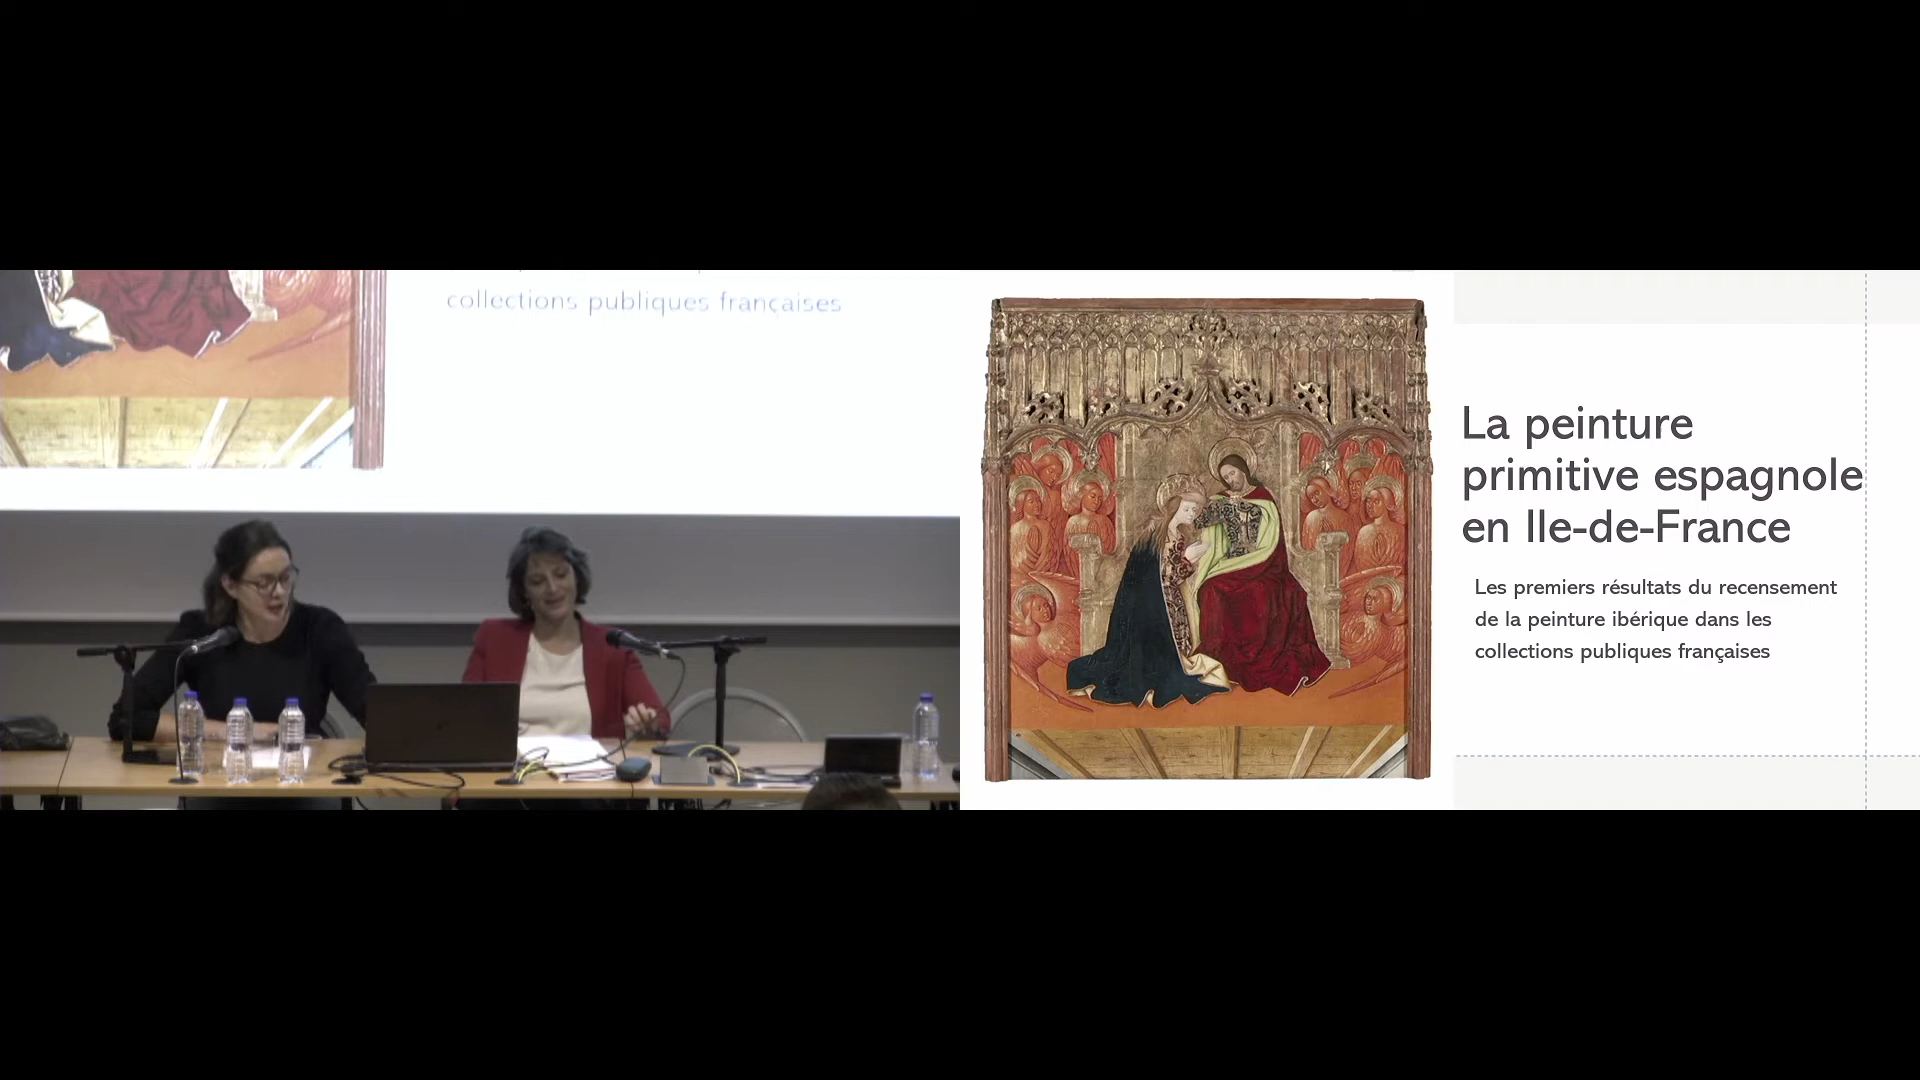 collections publiques françaises
La peinture
primitive espagnole
en Ile-de-France
Les premiers résultats du recensement
de la peinture ibérique dans les
collections publiques françaises